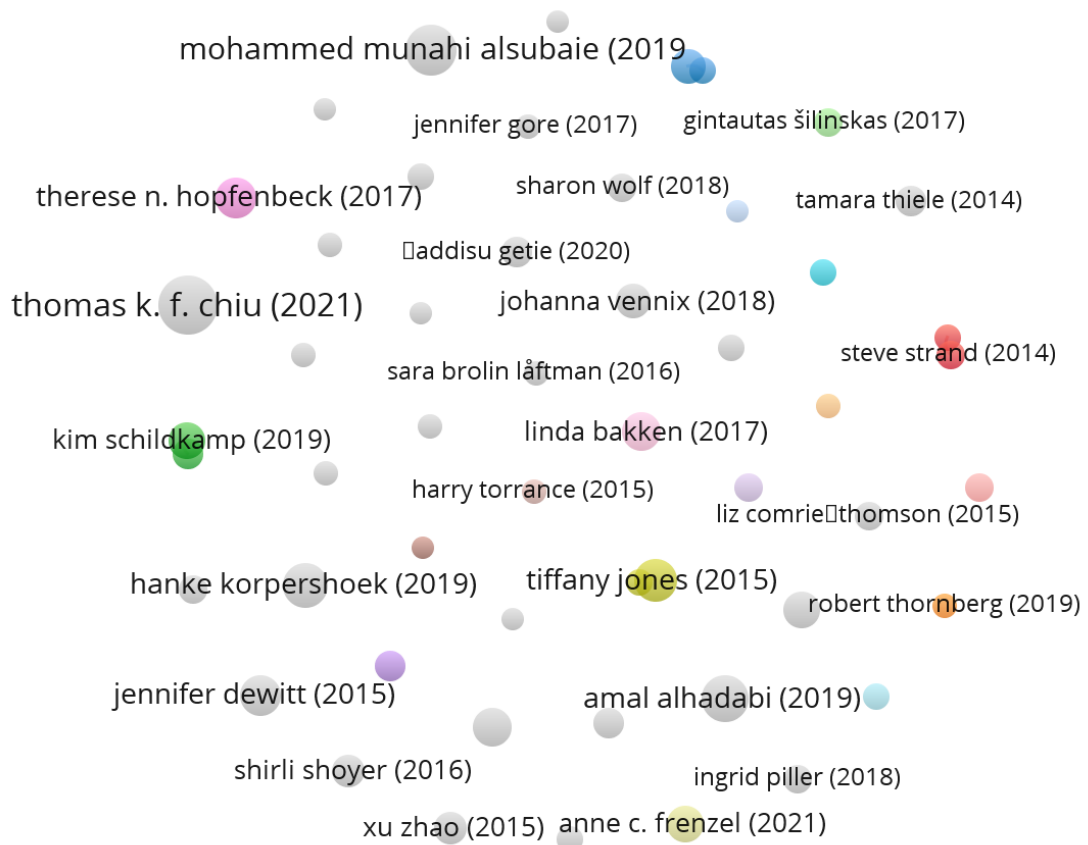 mohammed munahi alsubaie (2019
jennifer gore (2017)
gintautas šilinskas (2017)
therese n. hopfenbeck (2017)
sharon wolf (2018)
tamara thiele (2014)
▯addisu getie (2020)
thomas k. f. chiu (2021)
johanna vennix (2018)
steve strand (2014)
sara brolin låftman (2016)
kim schildkamp (2019)
linda bakken (2017)
harry torrance (2015)
liz comrie▯thomson (2015)
hanke korpershoek (2019)
tiffany jones (2015)
robert thornberg (2019)
jennifer dewitt (2015)
amal alhadabi (2019)
shirli shoyer (2016)
ingrid piller (2018)
xu zhao (2015)
anne c. frenzel (2021)